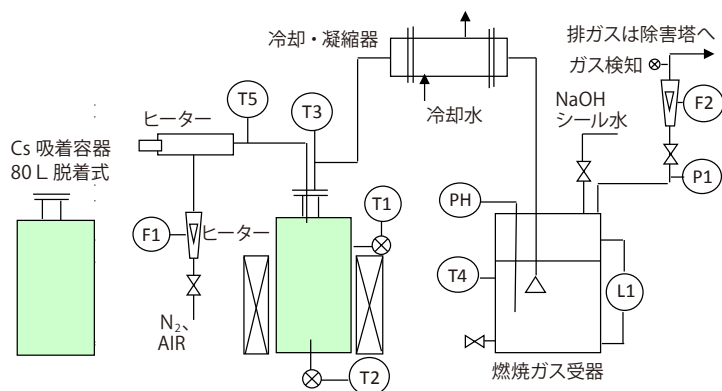 冷却・凝縮器
排ガスは除害塔へ
ガス検知
F2
T5
T3
冷却水
NaOH
シール水
ヒーター
Cs 吸着容器
80 L 脱着式
P1
PH
T1
F1
ヒーター
T4
L1
N₂、
AIR
T2
燃焼ガス受器